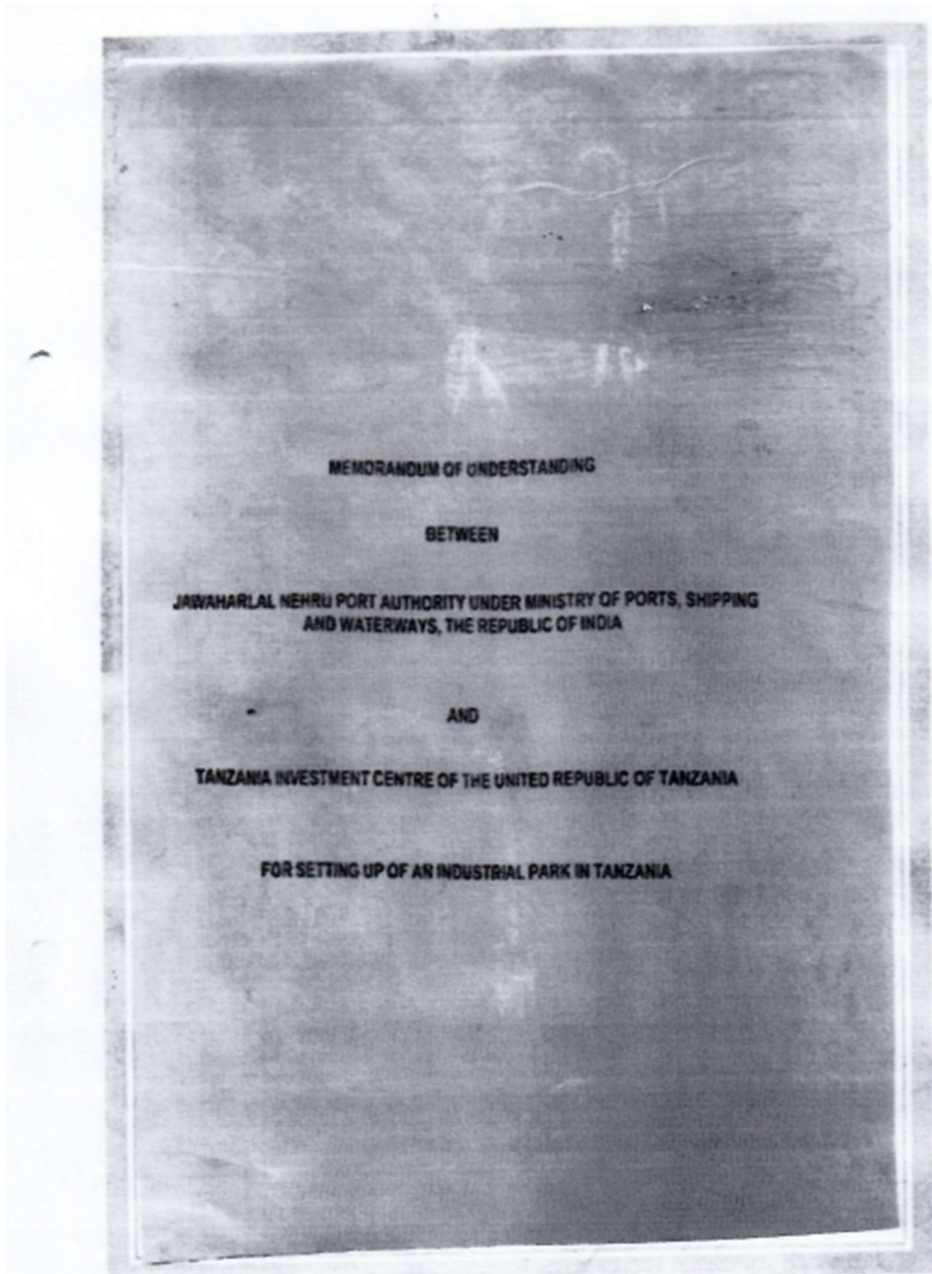 MEMORANDUM OF UNDERSTANDING
BETWEEN
JAWAHARLAL NEHRU PORT AUTHORITY UNDER MINISTRY OF PORTS, SHIPPING
AND WATERWAYS, THE REPUBLIC OF INDIA
AND
TANZANIA INVESTMENT CENTRE OF THE UNITED REPUBLIC OF TANZANIA
FOR SETTING UP OF AN INDUSTRIAL PARK IN TANZANIA